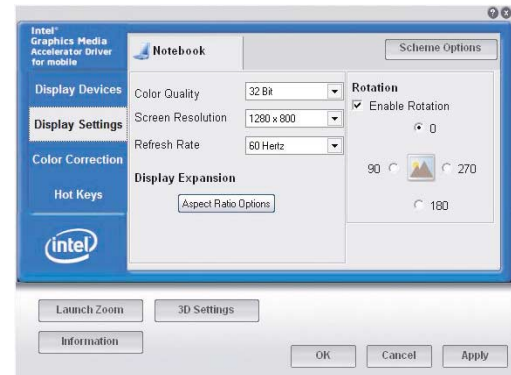 Intel®
Graphics Media
Accelerator Driver
for mobile
Notebook
Scheme Options
Display Devices
Display Settings
Color Correction
Hot Keys
intel
Color Quality
32 Bit
Screen Resolution
1280 x 800
Refresh Rate
60 Hertz
Display Expansion
Aspect Ratio Options
Rotation
Enable Rotation
0
90
270
180
Launch Zoom
3D Settings
Information
OK
Cancel
Apply